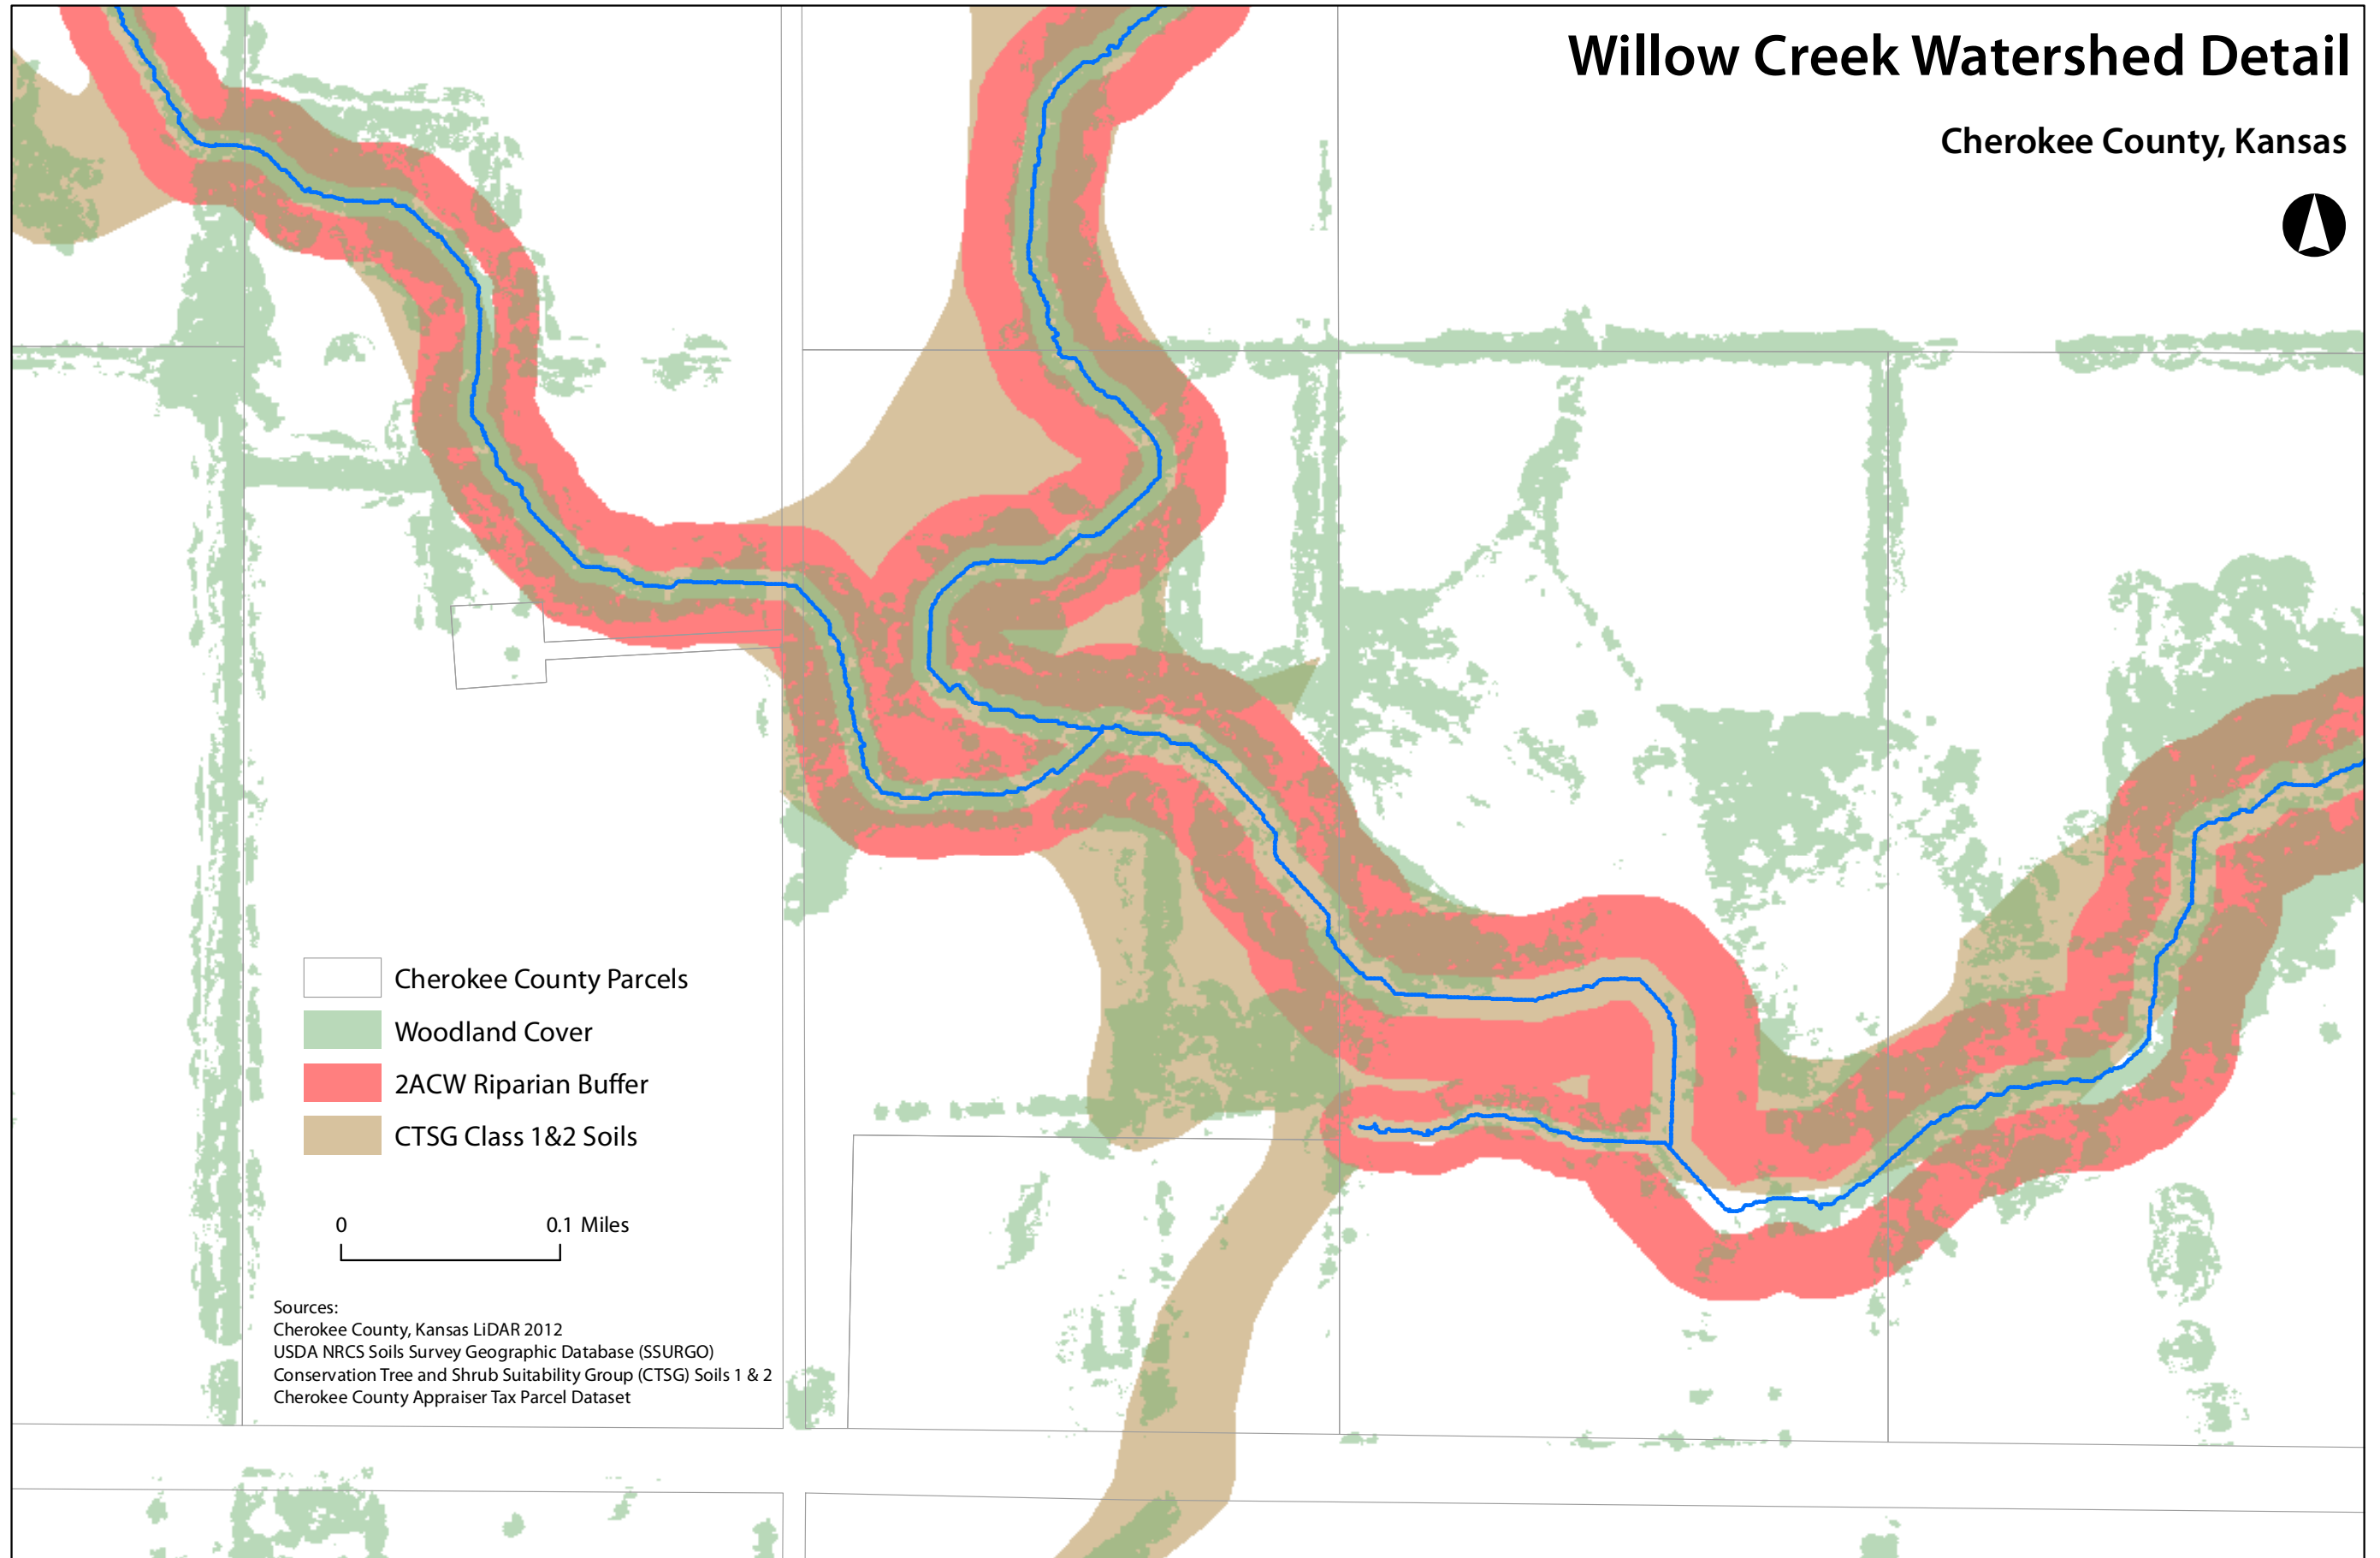 Willow Creek Watershed Detail
Cherokee County, Kansas
Cherokee County Parcels
Woodland Cover
2ACW Riparian Buffer
CTSG Class 1&2 Soils
0 0.1 Miles
Sources:
Cherokee County, Kansas LiDAR 2012
USDA NRCS Soils Survey Geographic Database (SSURGO)
Conservation Tree and Shrub Suitability Group (CTSG) Soils 1 & 2
Cherokee County Appraiser Tax Parcel Dataset